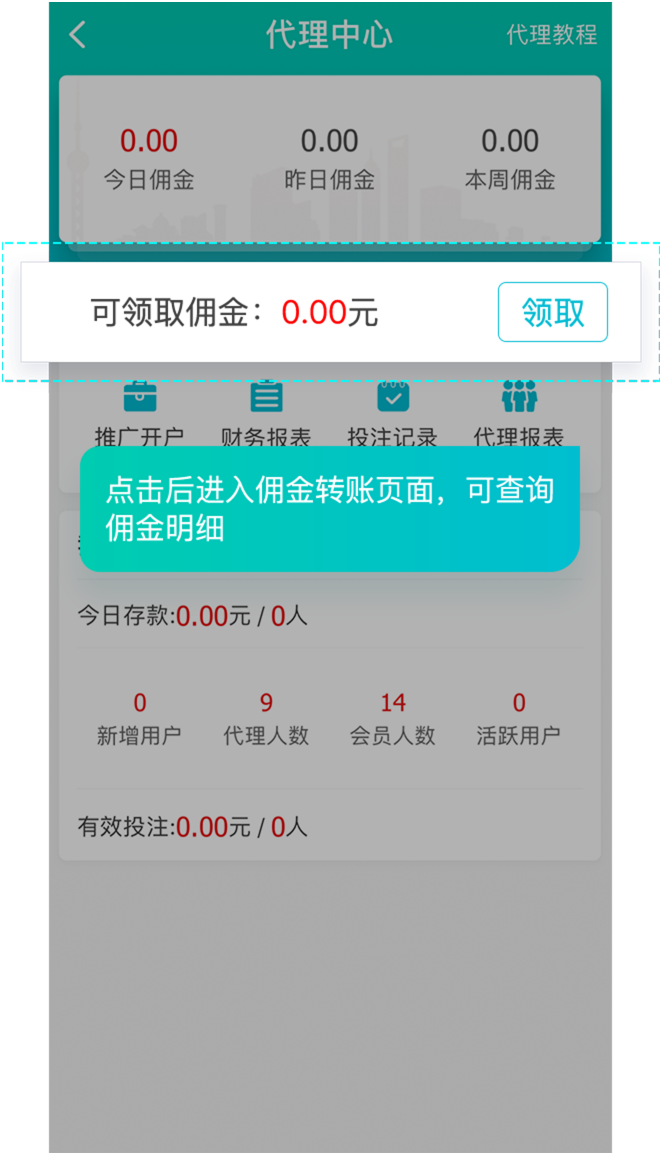 代理中心
代理教程
0.00 0.00 0.00
今日佣金 昨日佣金 本周佣金
可领取佣金：0.00元 领取
推广开户 财务报表 投注记录 代理报表
点击后进入佣金转账页面，可查询
佣金明细
今日存款:0.00元 / 0人
0 9 14 0
新增用户 代理人数 会员人数 活跃用户
有效投注:0.00元 / 0人